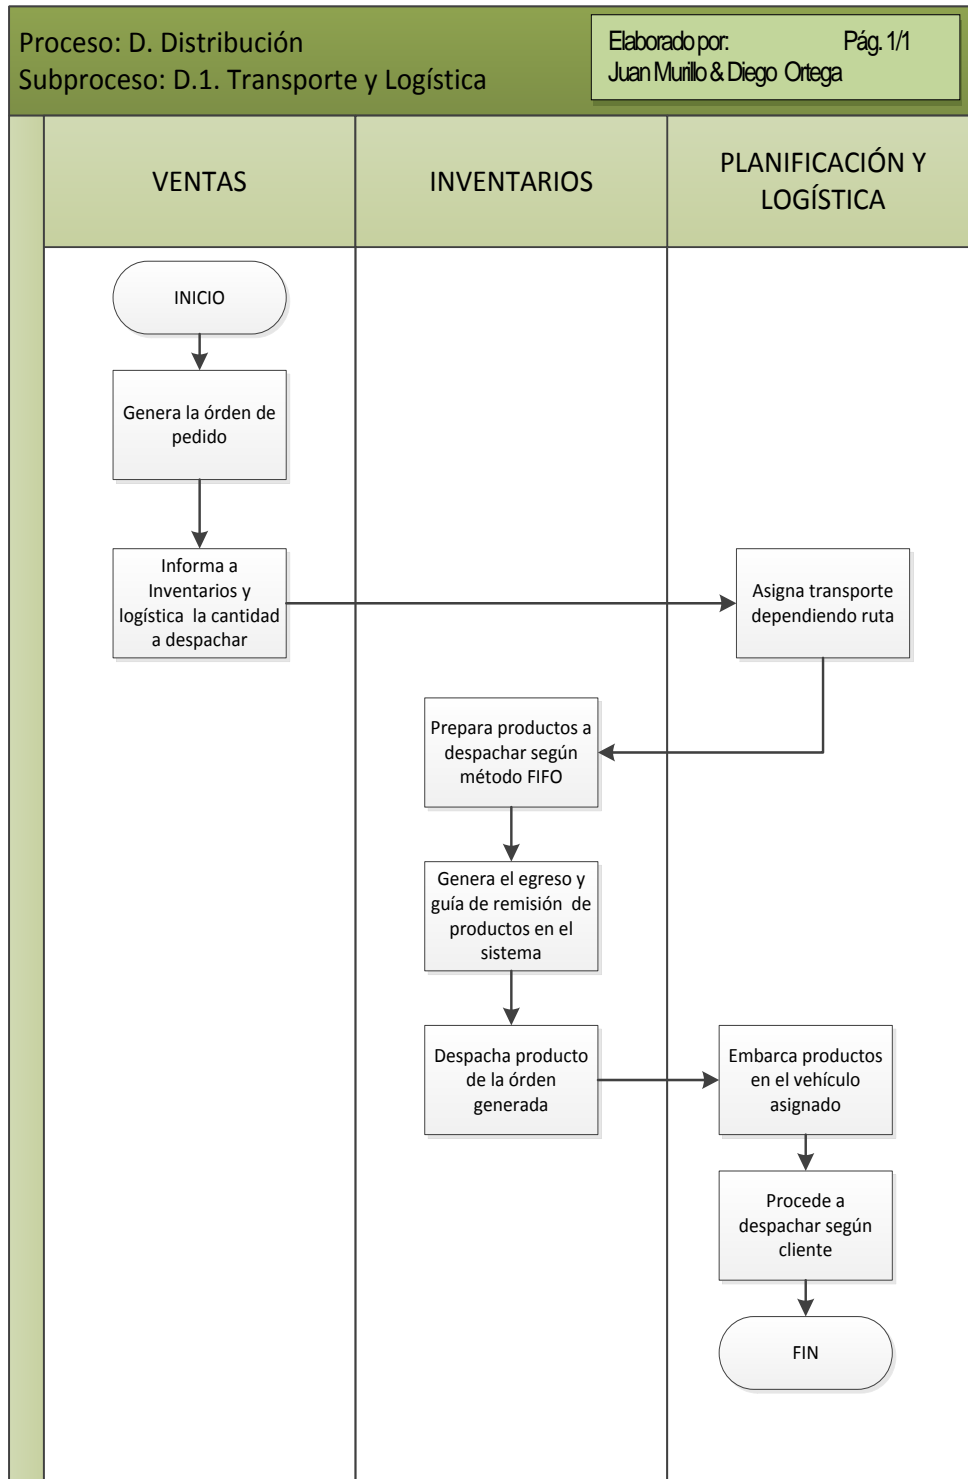 Proceso: D. Distribución
Subproceso: D.1. Transporte y Logística
Elaborado por: Pág. 1/1
Juan Murillo & Diego Ortega
VENTAS
INVENTARIOS
PLANIFICACIÓN Y
LOGÍSTICA
INICIO
Genera la órden de
pedido
Informa a
Inventarios y
logística la cantidad
a despachar
Asigna transporte
dependiendo ruta
Prepara productos a
despachar según
método FIFO
Genera el egreso y
guía de remisión de
productos en el
sistema
Despacha producto
de la órden
generada
Embarca productos
en el vehículo
asignado
Procede a
despachar según
cliente
FIN